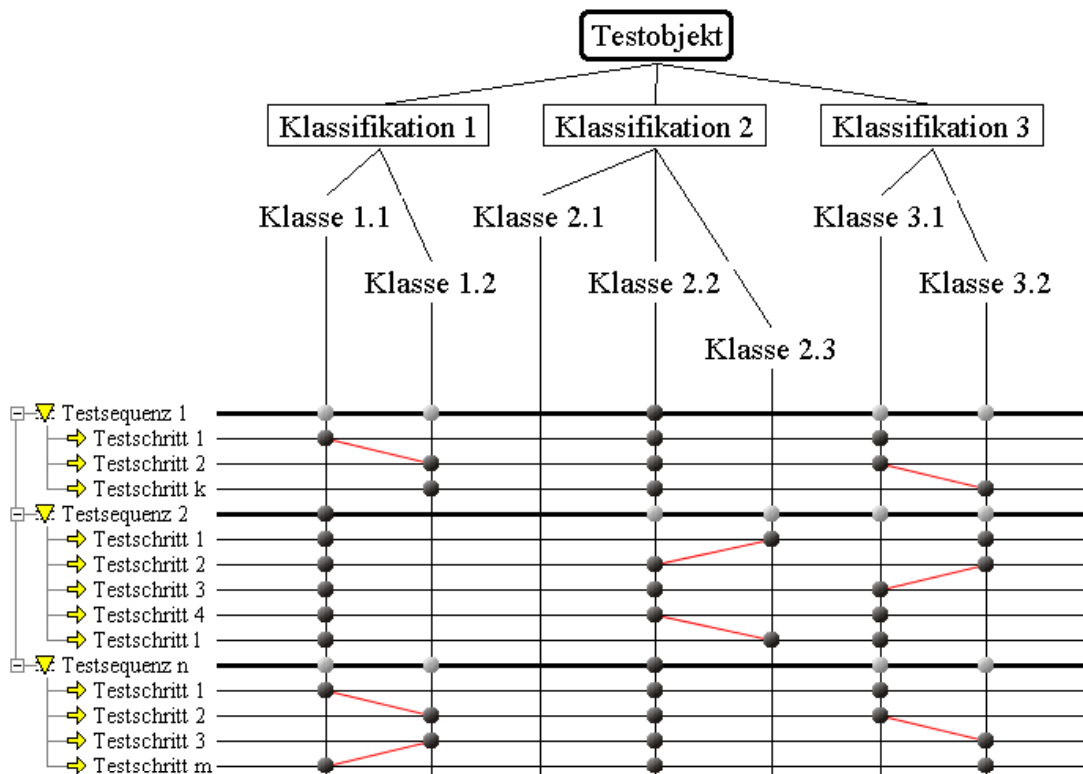 Testobjekt
Klassifikation 1 Klassifikation 2 Klassifikation 3
Klasse 1.1 Klasse 2.1 Klasse 3.1
Klasse 1.2 Klasse 2.2 Klasse 3.2
Klasse 2.3
Testsequenz 1
Testschritt 1
Testschritt 2
Testschritt k
Testsequenz 2
Testschritt 1
Testschritt 2
Testschritt 3
Testschritt 4
Testschritt l
Testsequenz n
Testschritt 1
Testschritt 2
Testschritt 3
Testschritt m